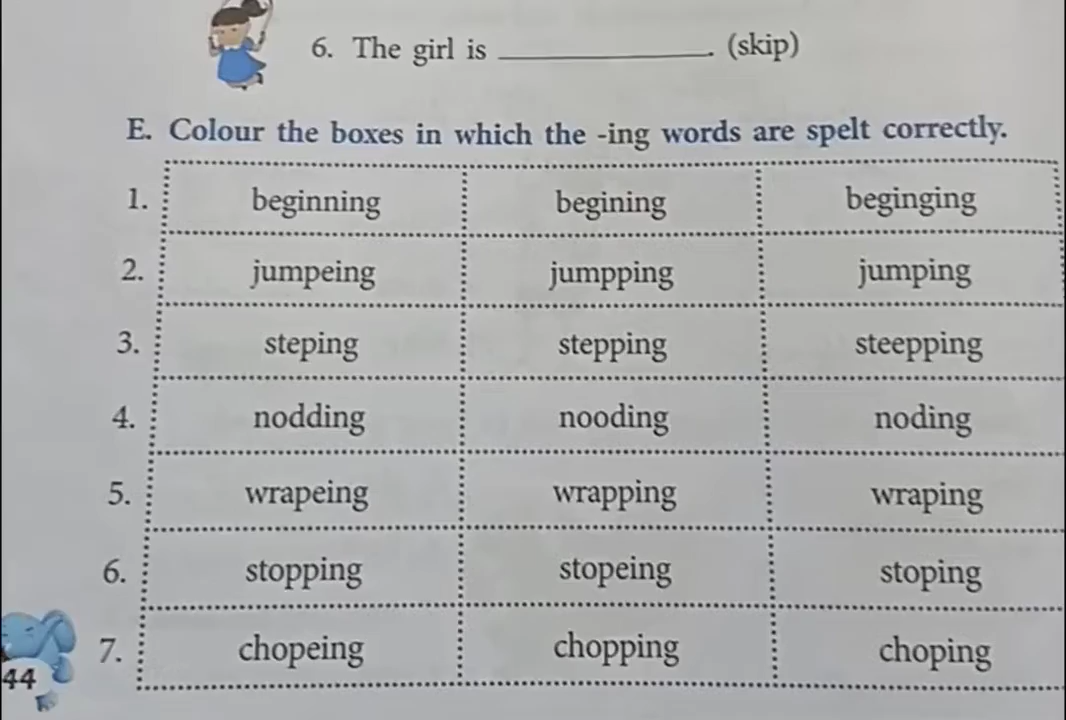 6. The girl is ____________. (skip)
E. Colour the boxes in which the -ing words are spelt correctly.
1. beginning begining beginging
2. jumpeing jumpping jumping
3. steping stepping steepping
4. nodding nooding noding
5. wrapeing wrapping wraping
6. stopping stopeing stoping
7. chopeing chopping choping
44